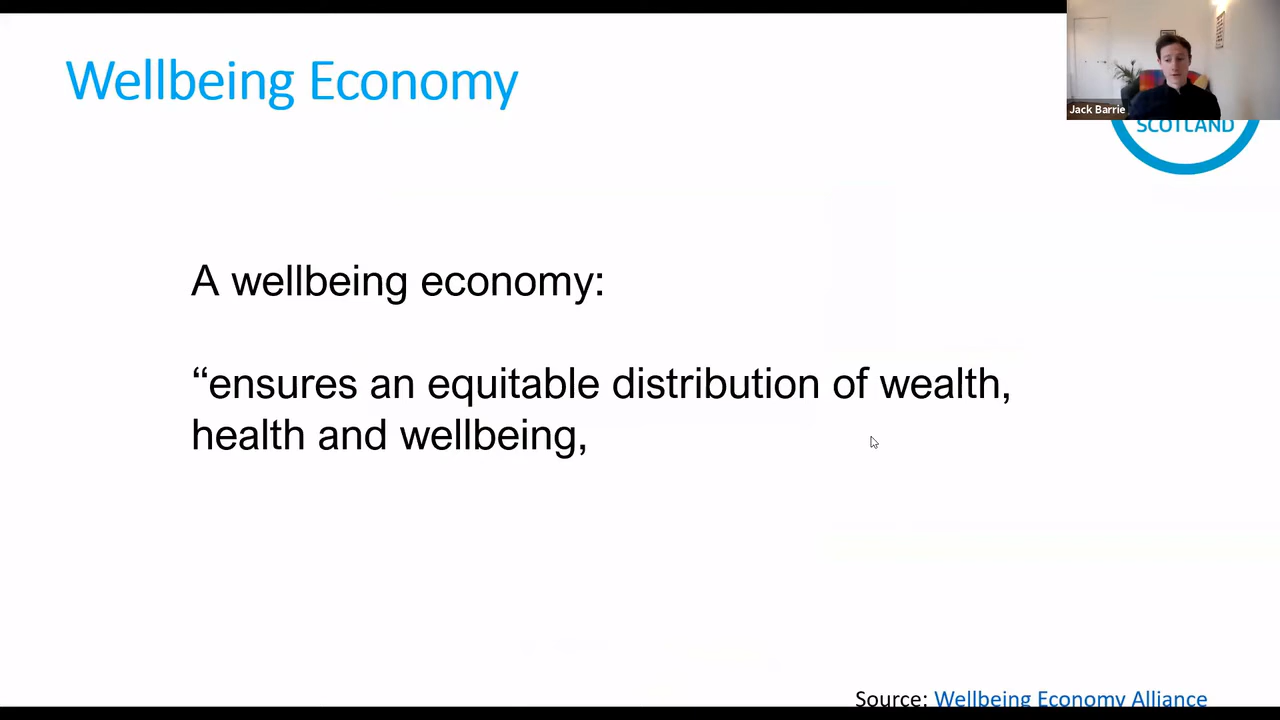 Wellbeing Economy
Jack Barrie
SCOTLAND
A wellbeing economy:
“ensures an equitable distribution of wealth,
health and wellbeing,
Source: Wellbeing Economy Alliance